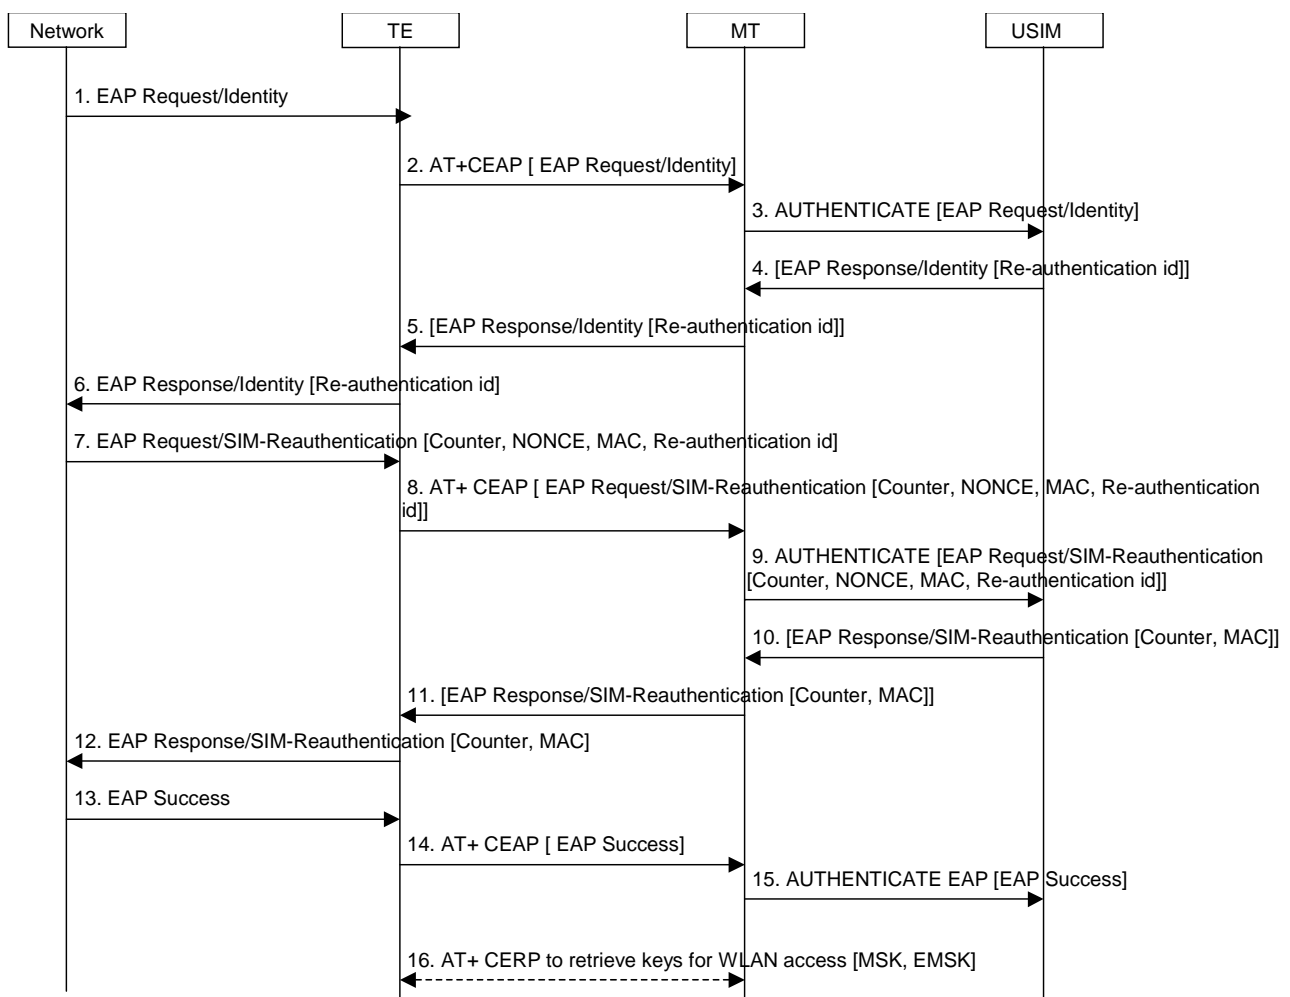 Network
TE
MT
USIM
1. EAP Request/Identity
2. AT+CEAP [ EAP Request/Identity]
3. AUTHENTICATE [EAP Request/Identity]
4. [EAP Response/Identity [Re-authentication id]]
5. [EAP Response/Identity [Re-authentication id]]
6. EAP Response/Identity [Re-authentication id]
7. EAP Request/SIM-Reauthentication [Counter, NONCE, MAC, Re-authentication id]
8. AT+ CEAP [ EAP Request/SIM-Reauthentication [Counter, NONCE, MAC, Re-authentication
id]]
9. AUTHENTICATE [EAP Request/SIM-Reauthentication
[Counter, NONCE, MAC, Re-authentication id]]
10. [EAP Response/SIM-Reauthentication [Counter, MAC]]
11. [EAP Response/SIM-Reauthentication [Counter, MAC]]
12. EAP Response/SIM-Reauthentication [Counter, MAC]
13. EAP Success
14. AT+ CEAP [ EAP Success]
15. AUTHENTICATE EAP [EAP Success]
16. AT+ CERP to retrieve keys for WLAN access [MSK, EMSK]